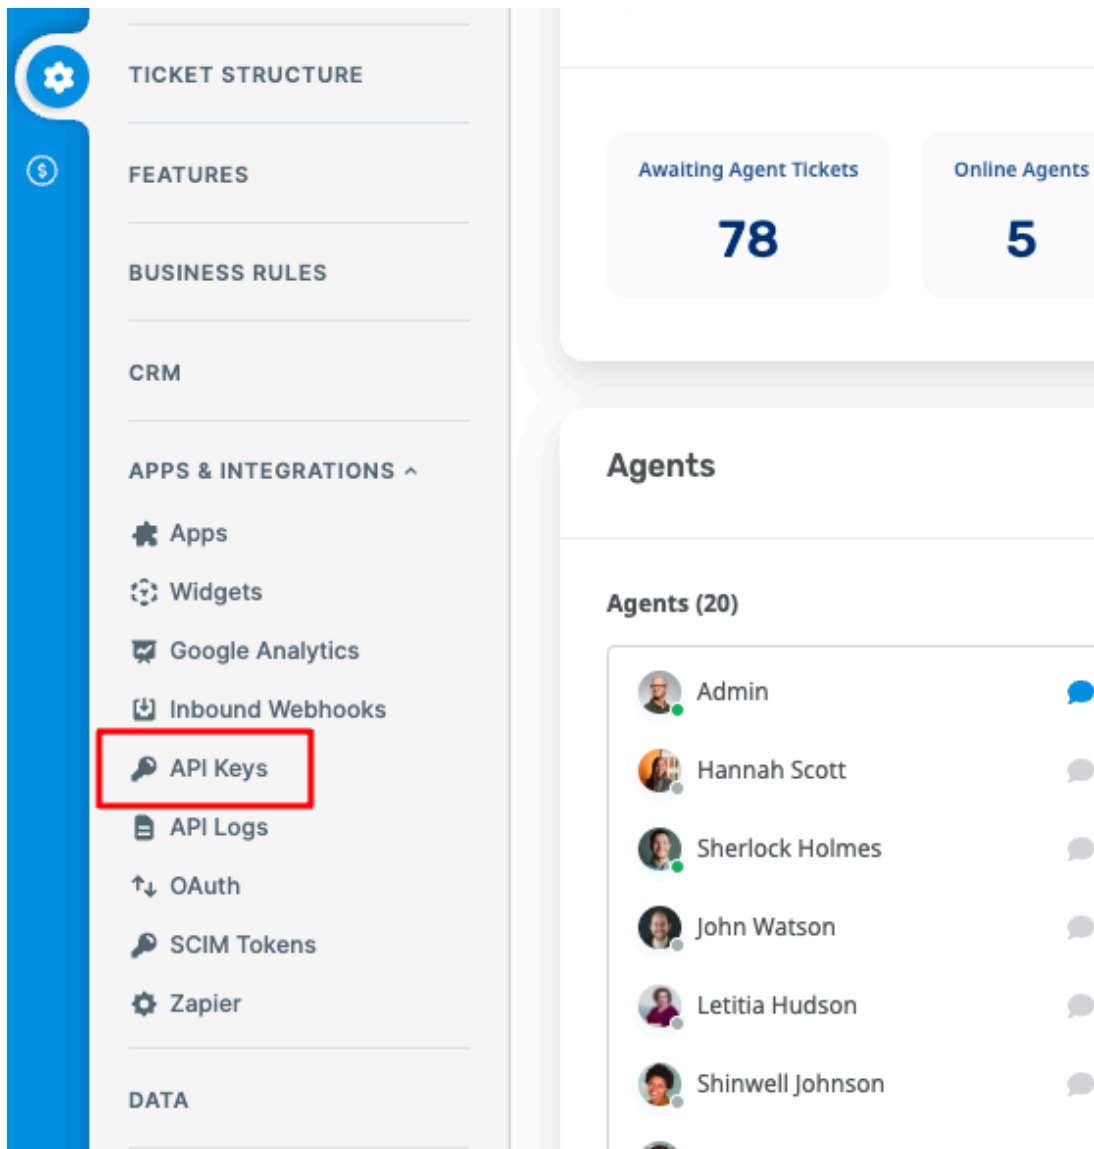 TICKET STRUCTURE
FEATURES
BUSINESS RULES
CRM
APPS & INTEGRATIONS
Apps
Widgets
Google Analytics
Inbound Webhooks
API Keys
API Logs
OAuth
SCIM Tokens
Zapier
DATA
Awaiting Agent Tickets
78
Online Agents
5
Agents
Agents (20)
Admin
Hannah Scott
Sherlock Holmes
John Watson
Letitia Hudson
Shinwell Johnson